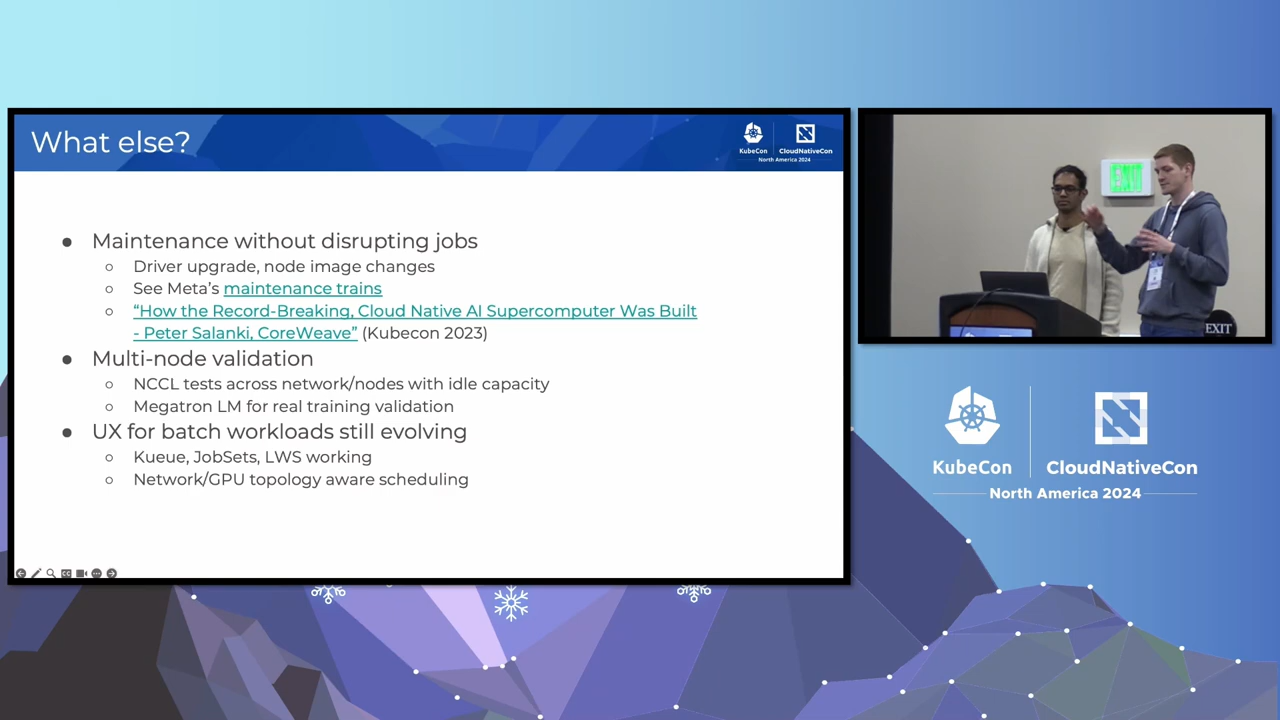 What else?
KubeCon
CloudNativeCon
North America 2024
● Maintenance without disrupting jobs
○ Driver upgrade, node image changes
○ See Meta’s maintenance trains
○ “How the Record-Breaking, Cloud Native AI Supercomputer Was Built
- Peter Salanki, CoreWeave” (Kubecon 2023)
● Multi-node validation
○ NCCL tests across network/nodes with idle capacity
○ Megatron LM for real training validation
● UX for batch workloads still evolving
○ Kueue, JobSets, LWS working
○ Network/GPU topology aware scheduling
EXIT
EXIT
KubeCon
CloudNativeCon
North America 2024